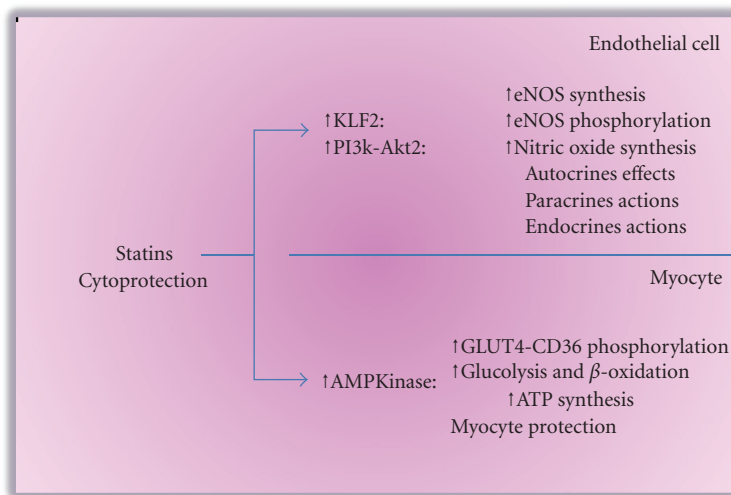 Endothelial cell
↑KLF2:
↑PI3k-Akt2:
↑eNOS synthesis
↑eNOS phosphorylation
↑Nitric oxide synthesis
Autocrines effects
Paracrines actions
Endocrines actions
Statins
Cytoprotection
Myocyte
↑AMPKinase:
↑GLUT4-CD36 phosphorylation
↑Glucolysis and β-oxidation
↑ATP synthesis
Myocyte protection